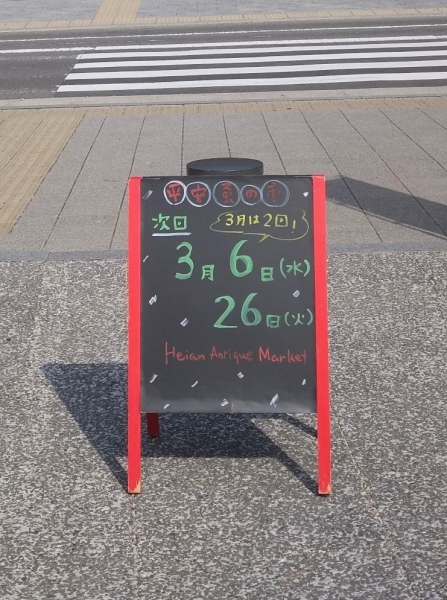 平安蚤の市
次回 3月は2回!
3月6日(水)
26日(火)
Heian Antique Market